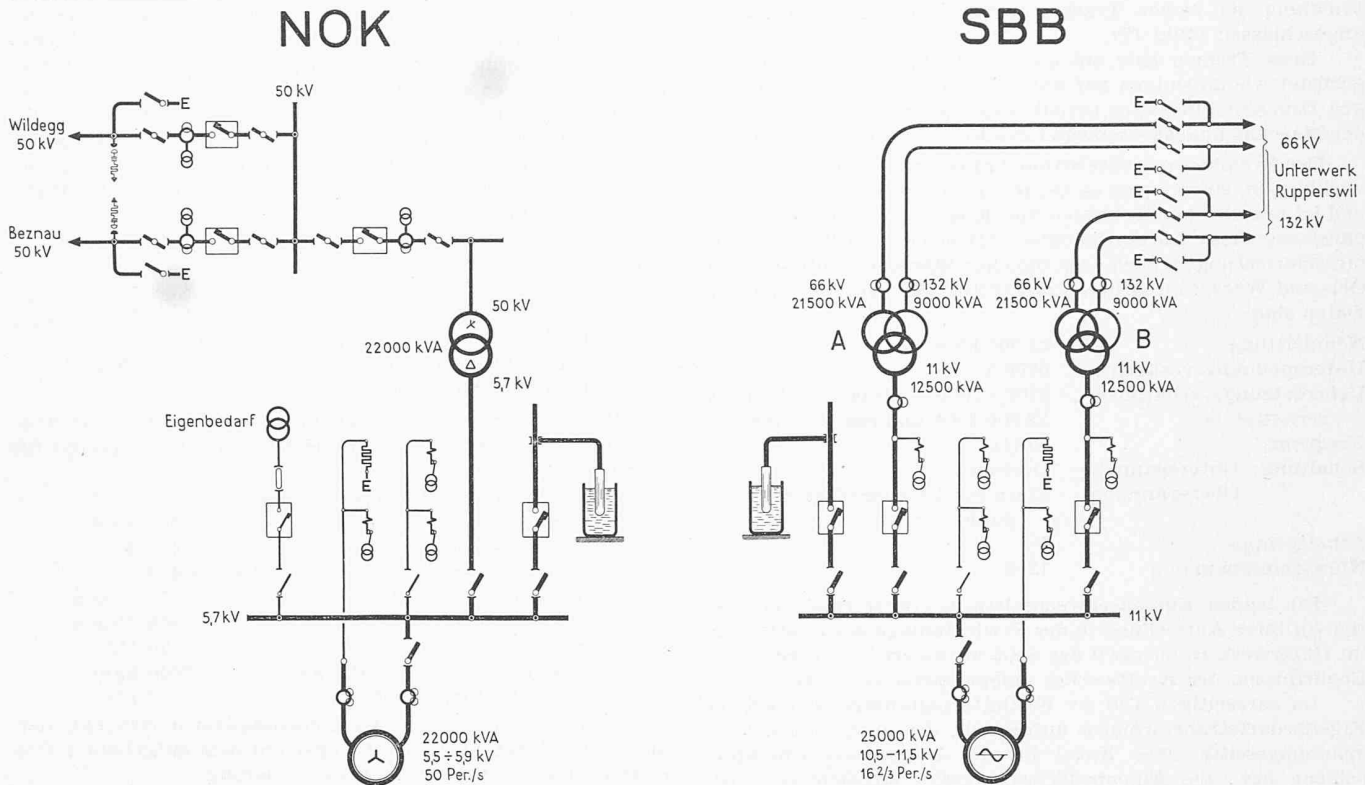 NOK
SBB
50 kV
E
Wildegg
50 kV
Beznau
50 kV
E
50 kV
22000 kVA
5,7 kV
Eigenbedarf
E
5,7 kV
22000 kVA
5,5 ÷ 5,9 kV
50 Per./s
E
66 kV
E
Unterwerk
Rupperswil
E
132 kV
E
66 kV
21500 kVA
132 kV
9000 kVA
66 kV
21500 kVA
132 kV
9000 kVA
A
B
11 kV
12500 kVA
11 kV
12500 kVA
E
11 kV
25000 kVA
10,5–11,5 kV
16 2/3 Per./s